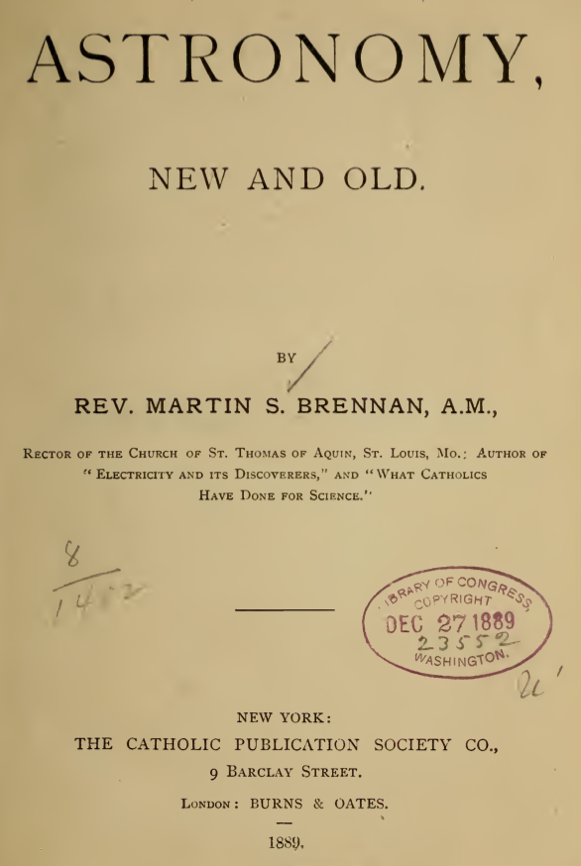 ASTRONOMY,
NEW AND OLD.
BY
REV. MARTIN S. BRENNAN, A.M.,
RECTOR OF THE CHURCH OF ST. THOMAS OF AQUIN, ST. LOUIS, MO.; AUTHOR OF
"ELECTRICITY AND ITS DISCOVERERS," AND "WHAT CATHOLICS
HAVE DONE FOR SCIENCE."
8
LIBRARY OF CONGRESS,
COPYRIGHT
DEC 27 1889
23552
WASHINGTON.
NEW YORK:
THE CATHOLIC PUBLICATION SOCIETY CO.,
9 BARCLAY STREET.
LONDON: BURNS & OATES.
1889.